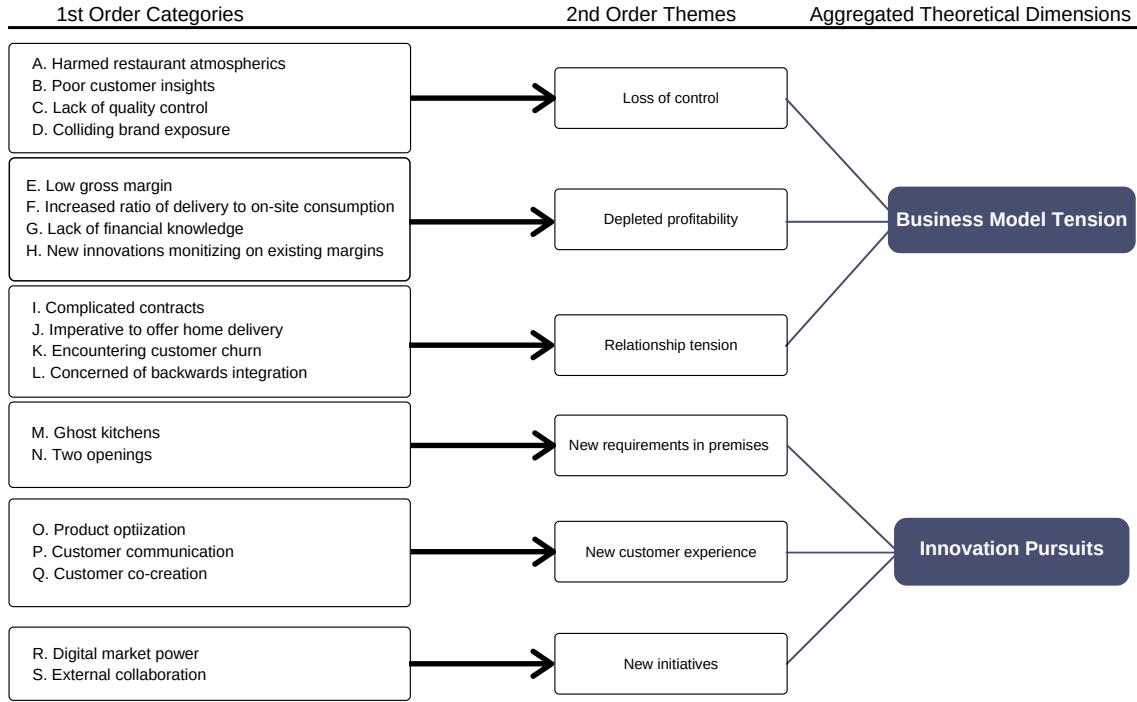 1st Order Categories
2nd Order Themes
Aggregated Theoretical Dimensions
A. Harmed restaurant atmospherics
B. Poor customer insights
C. Lack of quality control
D. Colliding brand exposure
Loss of control
E. Low gross margin
F. Increased ratio of delivery to on-site consumption
G. Lack of financial knowledge
H. New innovations monitizing on existing margins
Depleted profitability
Business Model Tension
I. Complicated contracts
J. Imperative to offer home delivery
K. Encountering customer churn
L. Concerned of backwards integration
Relationship tension
M. Ghost kitchens
N. Two openings
New requirements in premises
O. Product optiization
P. Customer communication
Q. Customer co-creation
New customer experience
Innovation Pursuits
R. Digital market power
S. External collaboration
New initiatives